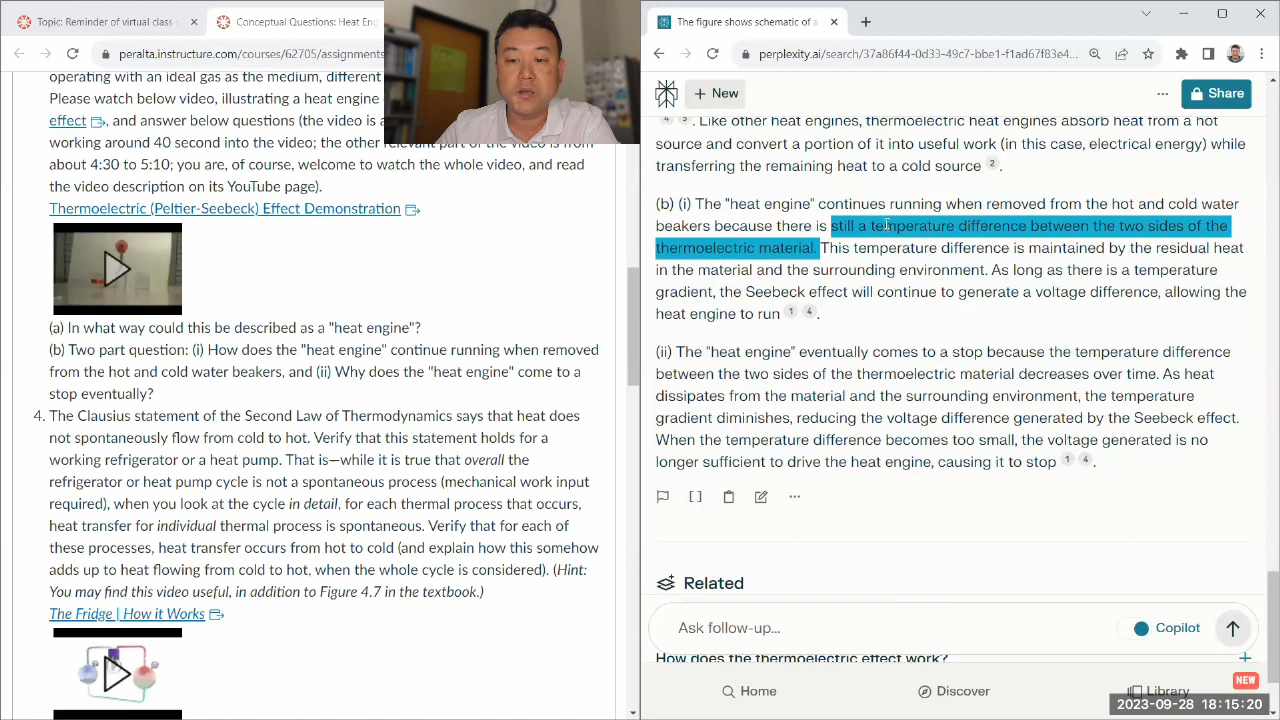 Topic: Reminder of virtual class s
Conceptual Questions: Heat Eng
The figure shows schematic of a
peralta.instructure.com/courses/62705/assignments
operating with an ideal gas as the medium, different
Please watch below video, illustrating a heat engine
effect, and answer below questions (the video is a
working around 40 second into the video; the other relevant part of the video is from
about 4:30 to 5:10; you are, of course, welcome to watch the whole video, and read
the video description on its YouTube page).
Thermoelectric (Peltier-Seebeck) Effect Demonstration
(a) In what way could this be described as a "heat engine"?
(b) Two part question: (i) How does the "heat engine" continue running when removed
from the hot and cold water beakers, and (ii) Why does the "heat engine" come to a
stop eventually?
4. The Clausius statement of the Second Law of Thermodynamics says that heat does
not spontaneously flow from cold to hot. Verify that this statement holds for a
working refrigerator or a heat pump. That is—while it is true that overall the
refrigerator or heat pump cycle is not a spontaneous process (mechanical work input
required), when you look at the cycle in detail, for each thermal process that occurs,
heat transfer for individual thermal process is spontaneous. Verify that for each of
these processes, heat transfer occurs from hot to cold (and explain how this somehow
adds up to heat flowing from cold to hot, when the whole cycle is considered). (Hint:
You may find this video useful, in addition to Figure 4.7 in the textbook.)
The Fridge | How it Works
perplexity.ai/search/37a86f44-0d33-49
7-bbe1-f1ad67f83e4
New
Share
4 5 . Like other heat engines, thermoelectric heat engines absorb heat from a hot
source and convert a portion of it into useful work (in this case, electrical energy) while
transferring the remaining heat to a cold source 2 .
(b) (i) The "heat engine" continues running when removed from the hot and cold water
beakers because there is still a temperature difference between the two sides of the
thermoelectric material. This temperature difference is maintained by the residual heat
in the material and the surrounding environment. As long as there is a temperature
gradient, the Seebeck effect will continue to generate a voltage difference, allowing the
heat engine to run 1 4 .
(ii) The "heat engine" eventually comes to a stop because the temperature difference
between the two sides of the thermoelectric material decreases over time. As heat
dissipates from the material and the surrounding environment, the temperature
gradient diminishes, reducing the voltage difference generated by the Seebeck effect.
When the temperature difference becomes too small, the voltage generated is no
longer sufficient to drive the heat engine, causing it to stop 1 4 .
Related
Ask follow-up...
Copilot
How does the thermoelectric effect work?
NEW
Home
Discover
Library
2023-09-28 18:15:20